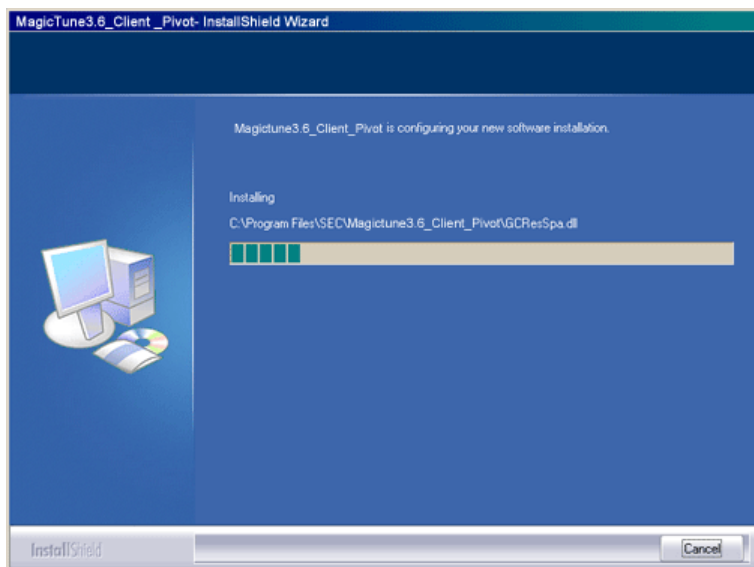 MagicTune3.6_Client _Pivot- InstallShield Wizard
Magictune3.6_Client_Pivot is configuring your new software installation.
Installing
C:\Program Files\SEC\Magictune3.6_Client_Pivot\GCResSpa.dll
InstallShield
Cancel